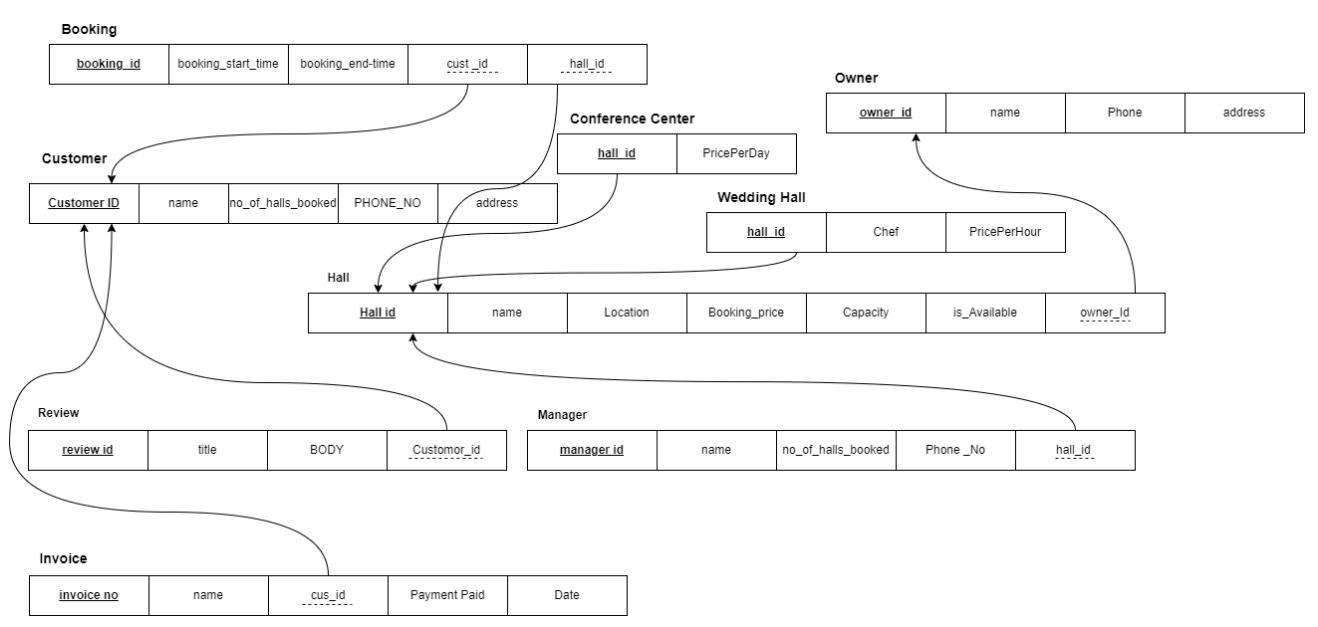 Booking
booking_id booking_start_time booking_end-time cust _id hall_id
Owner
owner_id name Phone address
Conference Center
hall_id PricePerDay
Customer
Customer ID name no_of_halls_booked PHONE_NO address
Wedding Hall
hall_id Chef PricePerHour
Hall
Hall id name Location Booking_price Capacity is_Available owner_Id
Review
review id title BODY Customor_id
Manager
manager id name no_of_halls_booked Phone _No hall_id
Invoice
invoice no name cus_id Payment Paid Date